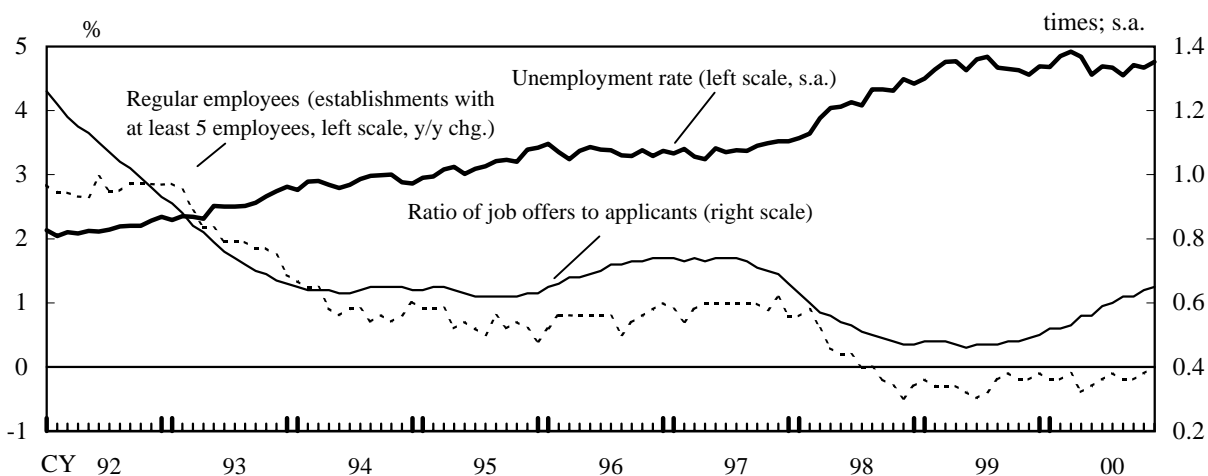 % times; s.a.
5 1.4
Unemployment rate (left scale, s.a.)
Regular employees (establishments with
at least 5 employees, left scale, y/y chg.)
4 1.2
3 1.0
Ratio of job offers to applicants (right scale)
2 0.8
1 0.6
0 0.4
-1 0.2
CY 92 93 94 95 96 97 98 99 00